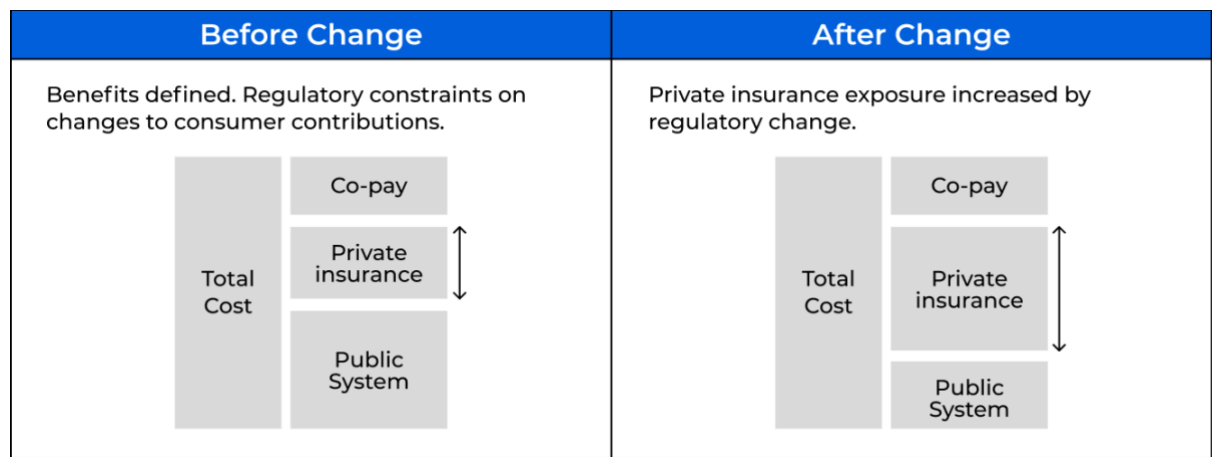 Before Change
After Change
Benefits defined. Regulatory constraints on
changes to consumer contributions.
Total
Cost
Co-pay
Private
insurance
Public
System
Private insurance exposure increased by
regulatory change.
Total
Cost
Co-pay
Private
insurance
Public
System